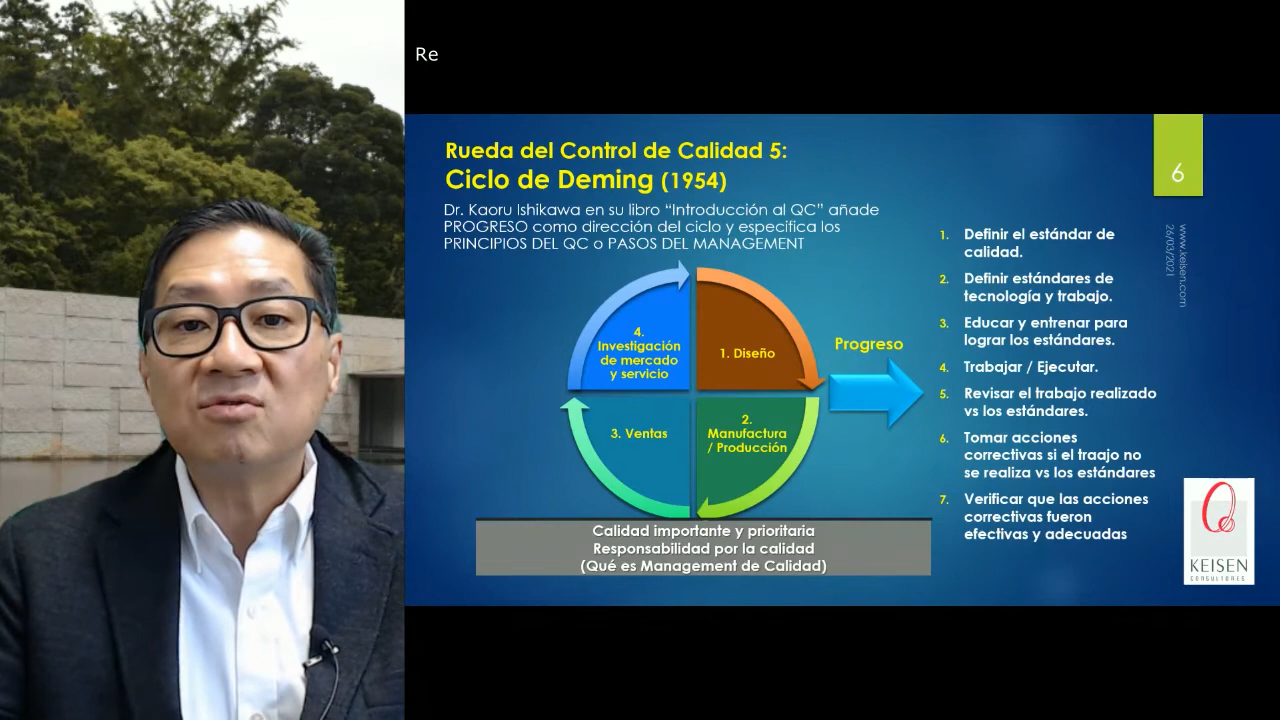 Re
Rueda del Control de Calidad 5:
Ciclo de Deming (1954)
6
Dr. Kaoru Ishikawa en su libro “Introducción al QC” añade
PROGRESO como dirección del ciclo y especifica los
PRINCIPIOS DEL QC o PASOS DEL MANAGEMENT
4.
Investigación
de mercado
y servicio
1. Diseño
3. Ventas
2.
Manufactura
/ Producción
Progreso
Calidad importante y prioritaria
Responsabilidad por la calidad
(Qué es Management de Calidad)
1. Definir el estándar de
calidad.
2. Definir estándares de
tecnología y trabajo.
3. Educar y entrenar para
lograr los estándares.
4. Trabajar / Ejecutar.
5. Revisar el trabajo realizado
vs los estándares.
6. Tomar acciones
correctivas si el traajo no
se realiza vs los estándares
7. Verificar que las acciones
correctivas fueron
efectivas y adecuadas
www.keisen.com
26/03/2021
KEISEN
CONSULTORES